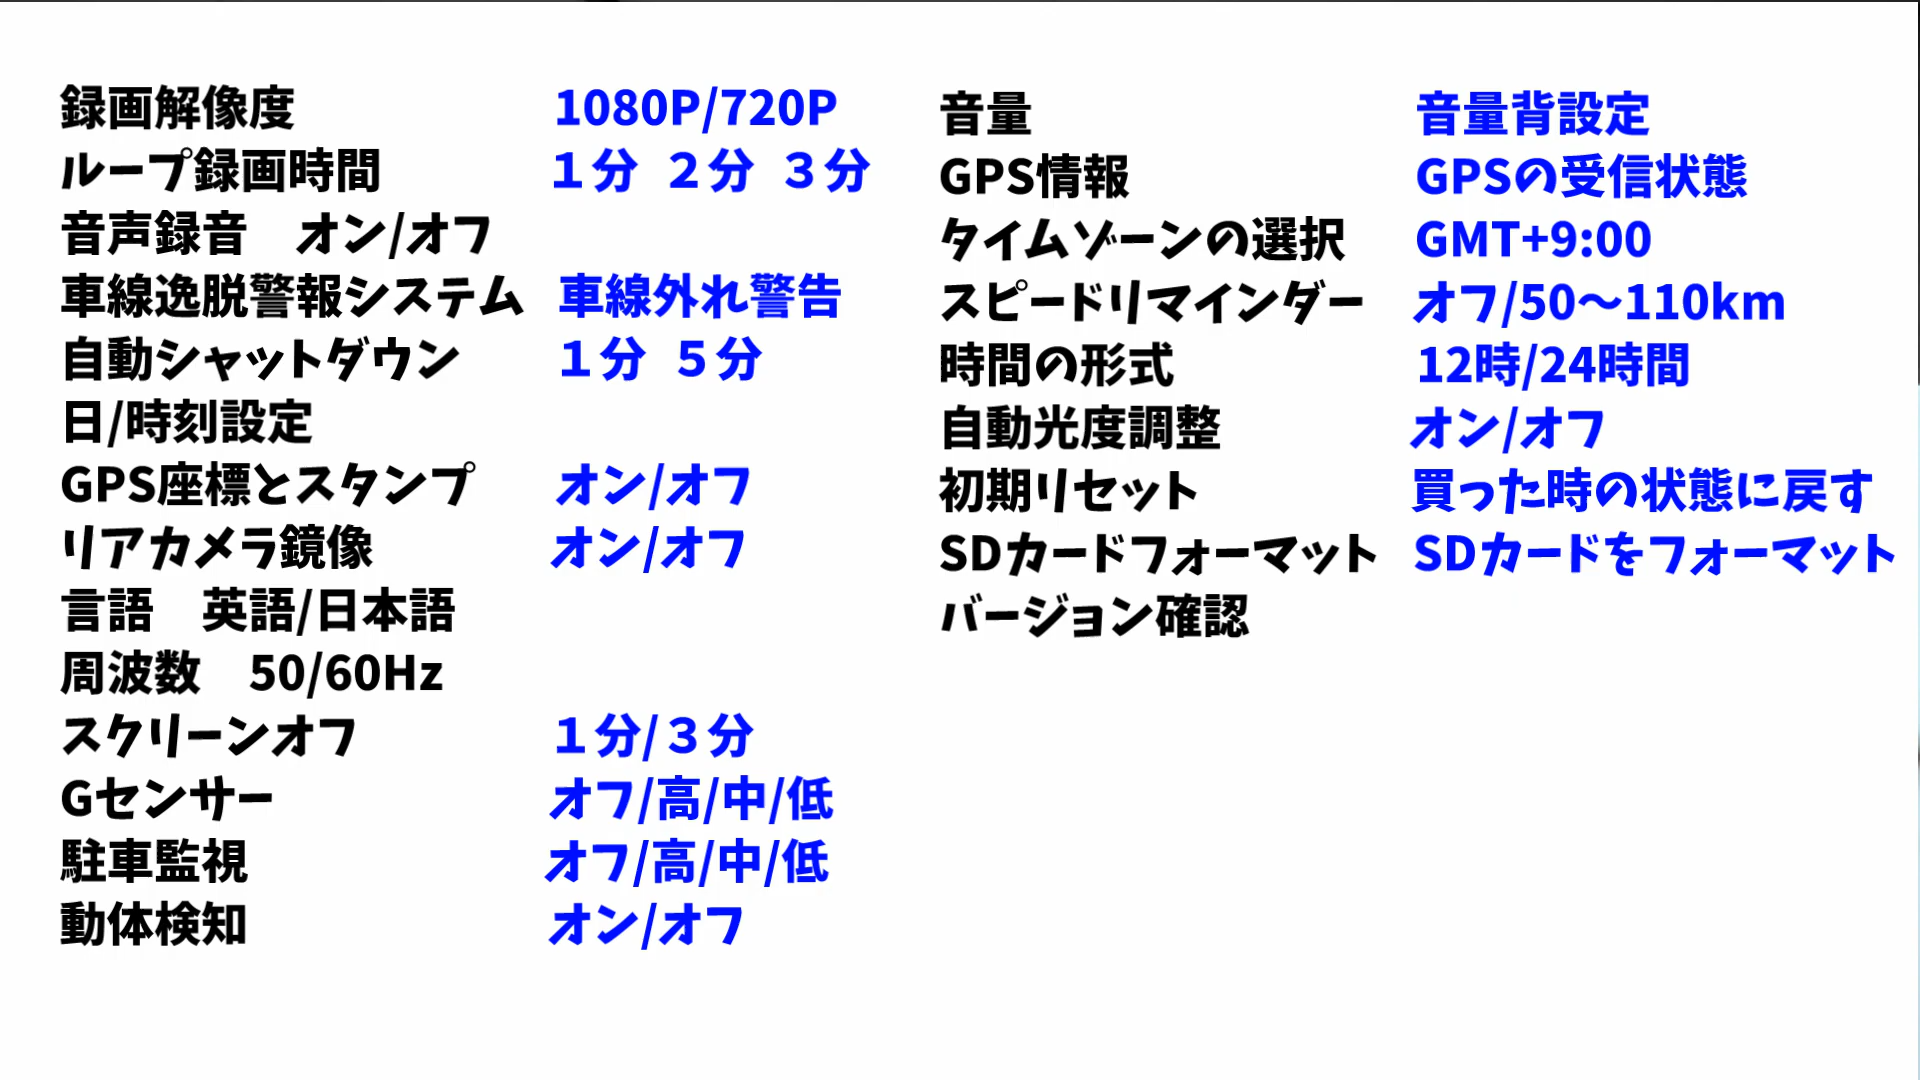 録画解像度 1080P/720P
ループ録画時間 １分 ２分 ３分
音声録音　オン/オフ
車線逸脱警報システム 車線外れ警告
自動シャットダウン １分 ５分
日/時刻設定
GPS座標とスタンプ オン/オフ
リアカメラ鏡像 オン/オフ
言語　英語/日本語
周波数　50/60Hz
スクリーンオフ １分/３分
Gセンサー オフ/高/中/低
駐車監視 オフ/高/中/低
動体検知 オン/オフ
音量 音量背設定
GPS情報 GPSの受信状態
タイムゾーンの選択 GMT+9:00
スピードリマインダー オフ/50～110km
時間の形式 12時/24時間
自動光度調整 オン/オフ
初期リセット 買った時の状態に戻す
SDカードフォーマット SDカードをフォーマット
バージョン確認